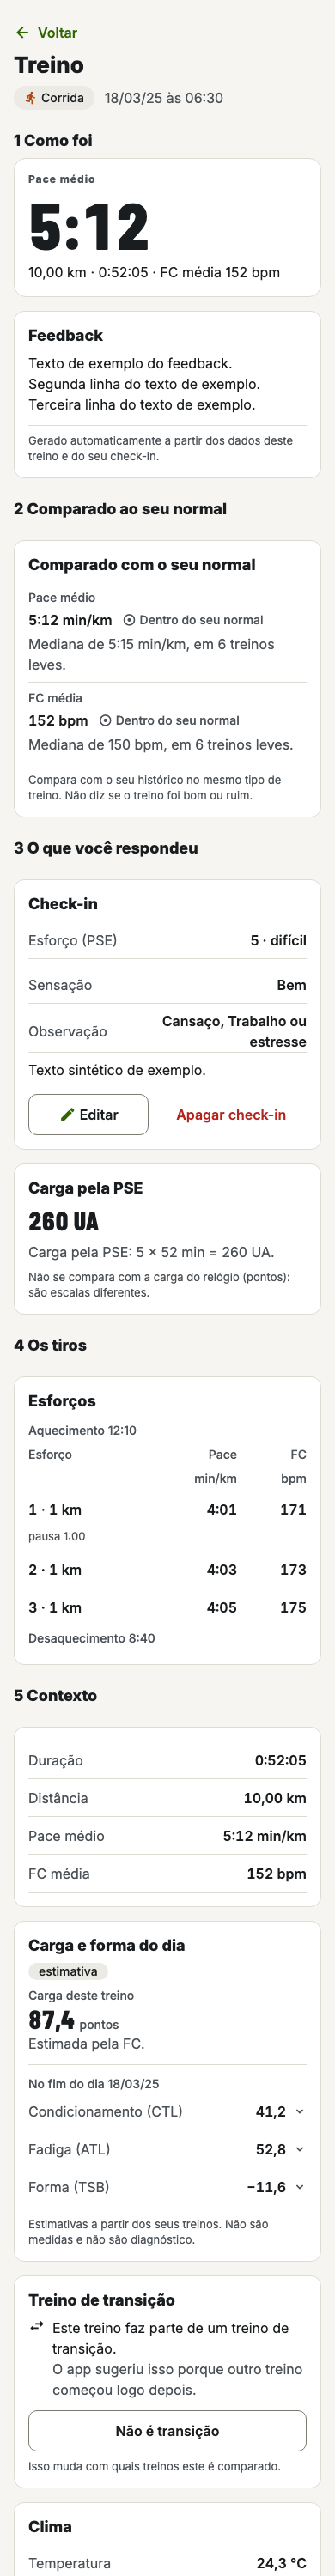 Voltar
Treino
Corrida 18/03/25 às 06:30
1 Como foi
Pace médio
5:12
10,00 km · 0:52:05 · FC média 152 bpm
Feedback
Texto de exemplo do feedback.
Segunda linha do texto de exemplo.
Terceira linha do texto de exemplo.
Gerado automaticamente a partir dos dados deste
treino e do seu check-in.
2 Comparado ao seu normal
Comparado com o seu normal
Pace médio
5:12 min/km Dentro do seu normal
Mediana de 5:15 min/km, em 6 treinos
leves.
FC média
152 bpm Dentro do seu normal
Mediana de 150 bpm, em 6 treinos leves.
Compara com o seu histórico no mesmo tipo de
treino. Não diz se o treino foi bom ou ruim.
3 O que você respondeu
Check-in
Esforço (PSE) 5 · difícil
Sensação Bem
Observação Cansaço, Trabalho ou
estresse
Texto sintético de exemplo.
Editar Apagar check-in
Carga pela PSE
260 UA
Carga pela PSE: 5 × 52 min = 260 UA.
Não se compara com a carga do relógio (pontos):
são escalas diferentes.
4 Os tiros
Esforços
Aquecimento 12:10
Esforço Pace FC
min/km bpm
1 · 1 km 4:01 171
pausa 1:00
2 · 1 km 4:03 173
3 · 1 km 4:05 175
Desaquecimento 8:40
5 Contexto
Duração 0:52:05
Distância 10,00 km
Pace médio 5:12 min/km
FC média 152 bpm
Carga e forma do dia
estimativa
Carga deste treino
87,4 pontos
Estimada pela FC.
No fim do dia 18/03/25
Condicionamento (CTL) 41,2
Fadiga (ATL) 52,8
Forma (TSB) −11,6
Estimativas a partir dos seus treinos. Não são
medidas e não são diagnóstico.
Treino de transição
Este treino faz parte de um treino de
transição.
O app sugeriu isso porque outro treino
começou logo depois.
Não é transição
Isso muda com quais treinos este é comparado.
Clima
Temperatura 24,3 °C